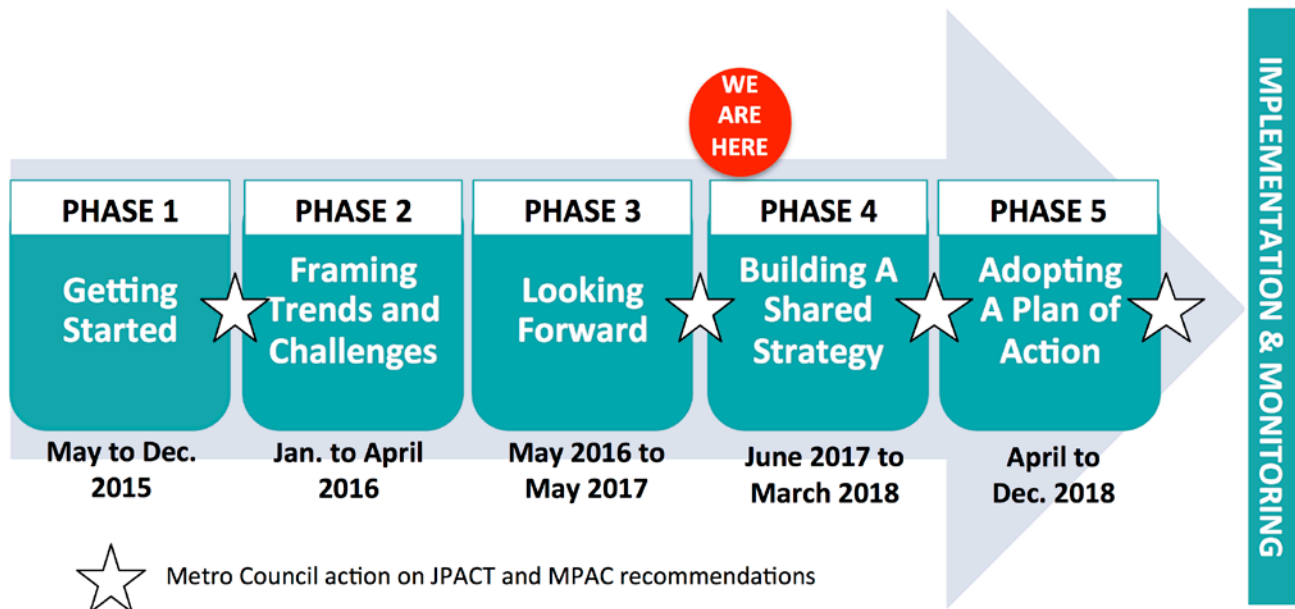 WE
ARE
HERE
PHASE 1
Getting
Started
May to Dec.
2015
PHASE 2
Framing
Trends and
Challenges
Jan. to April
2016
PHASE 3
Looking
Forward
May 2016 to
May 2017
PHASE 4
Building A
Shared
Strategy
June 2017 to
March 2018
PHASE 5
Adopting
A Plan of
Action
April to
Dec. 2018
IMPLEMENTATION & MONITORING
Metro Council action on JPACT and MPAC recommendations